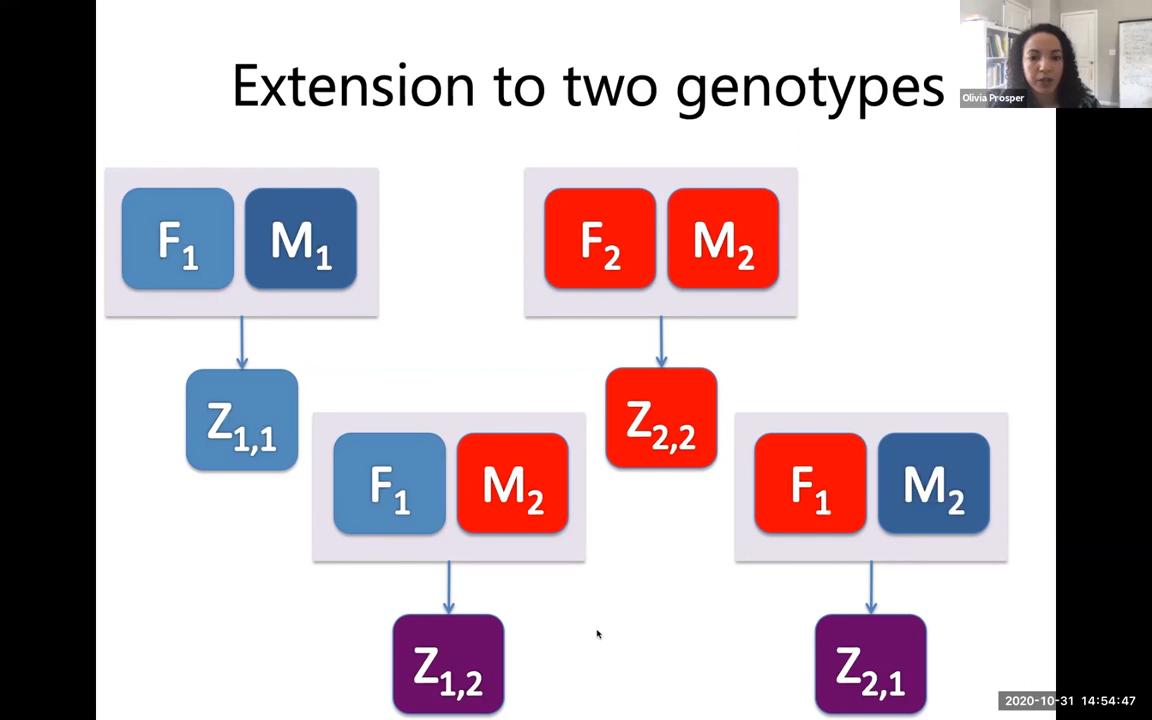 Extension to two genotypes
Olivia Prosper
F₁ M₁
F₂ M₂
Z₁,₁
Z₂,₂
F₁ M₂
F₁ M₂
Z₁,₂
Z₂,₁
2020-10-31 14:54:47